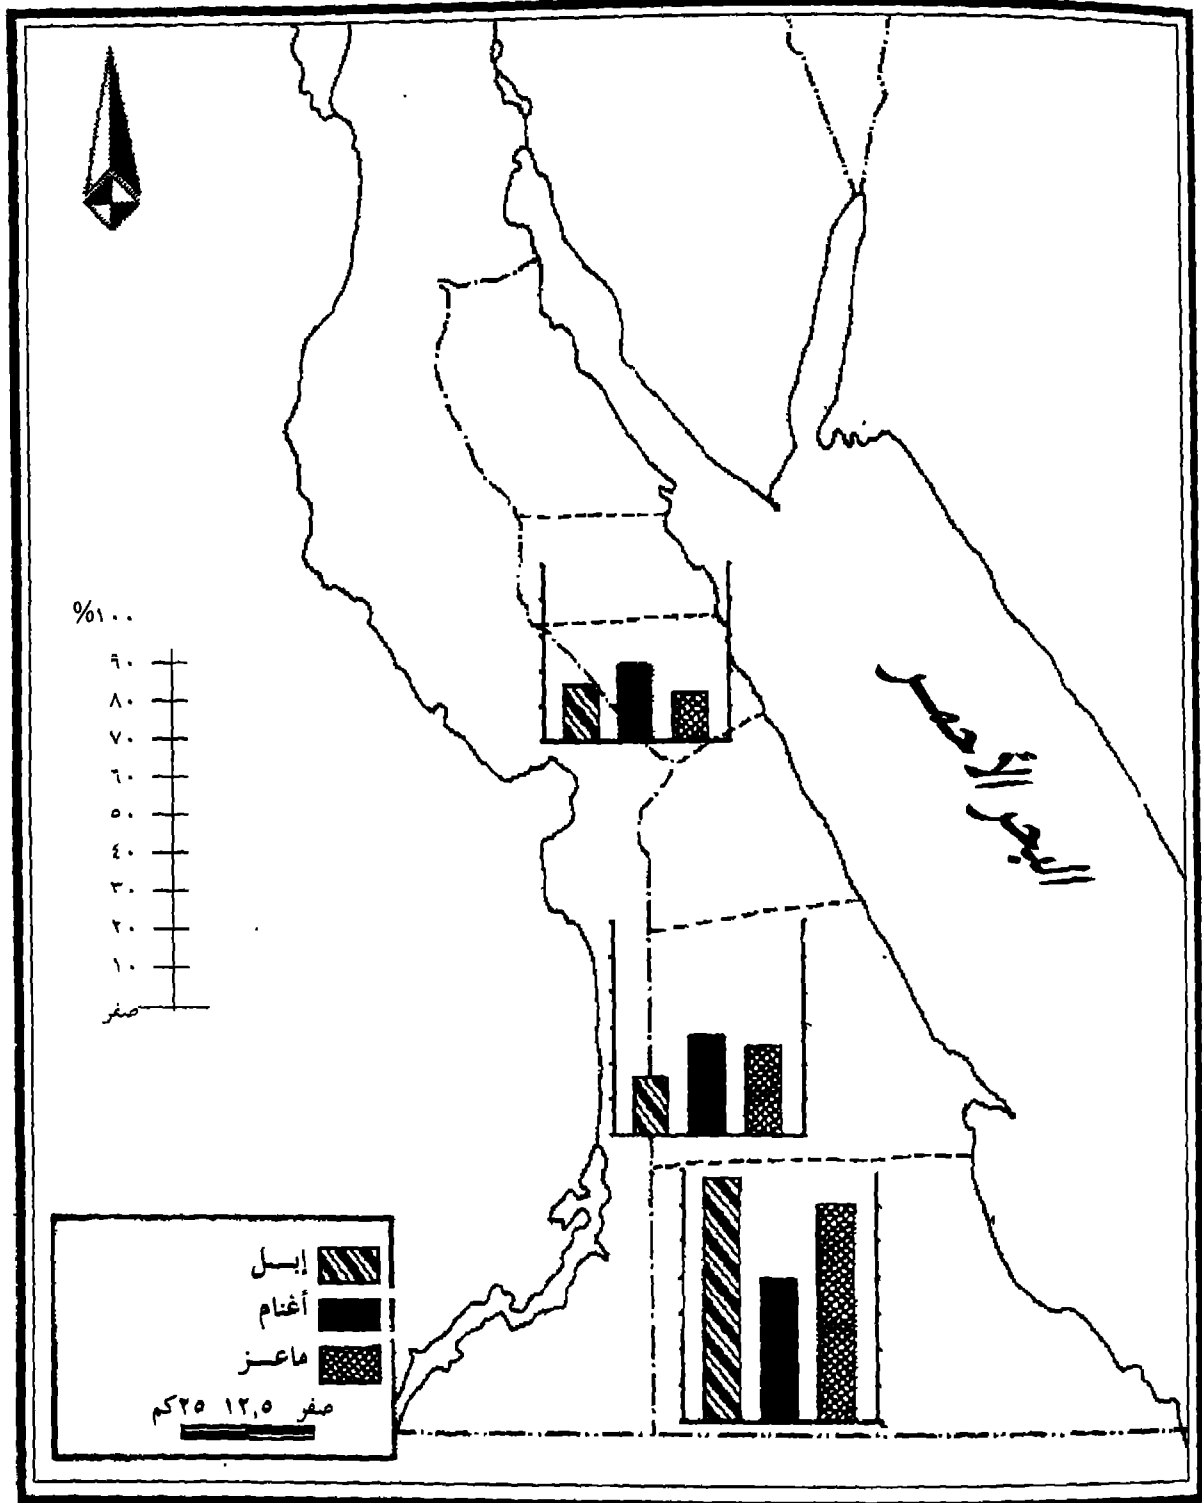 %١٠٠
٩٠
٨٠
٧٠
٦٠
٥٠
٤٠
٣٠
٢٠
١٠
صفر
البحر
الأحمر
إبل
أغنام
ماعز
صفر ١٢,٥ ٢٥كم